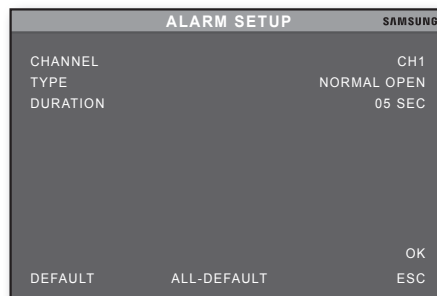 ALARM SETUP SAMSUNG
CHANNEL CH1
TYPE NORMAL OPEN
DURATION 05 SEC
OK
DEFAULT ALL-DEFAULT ESC